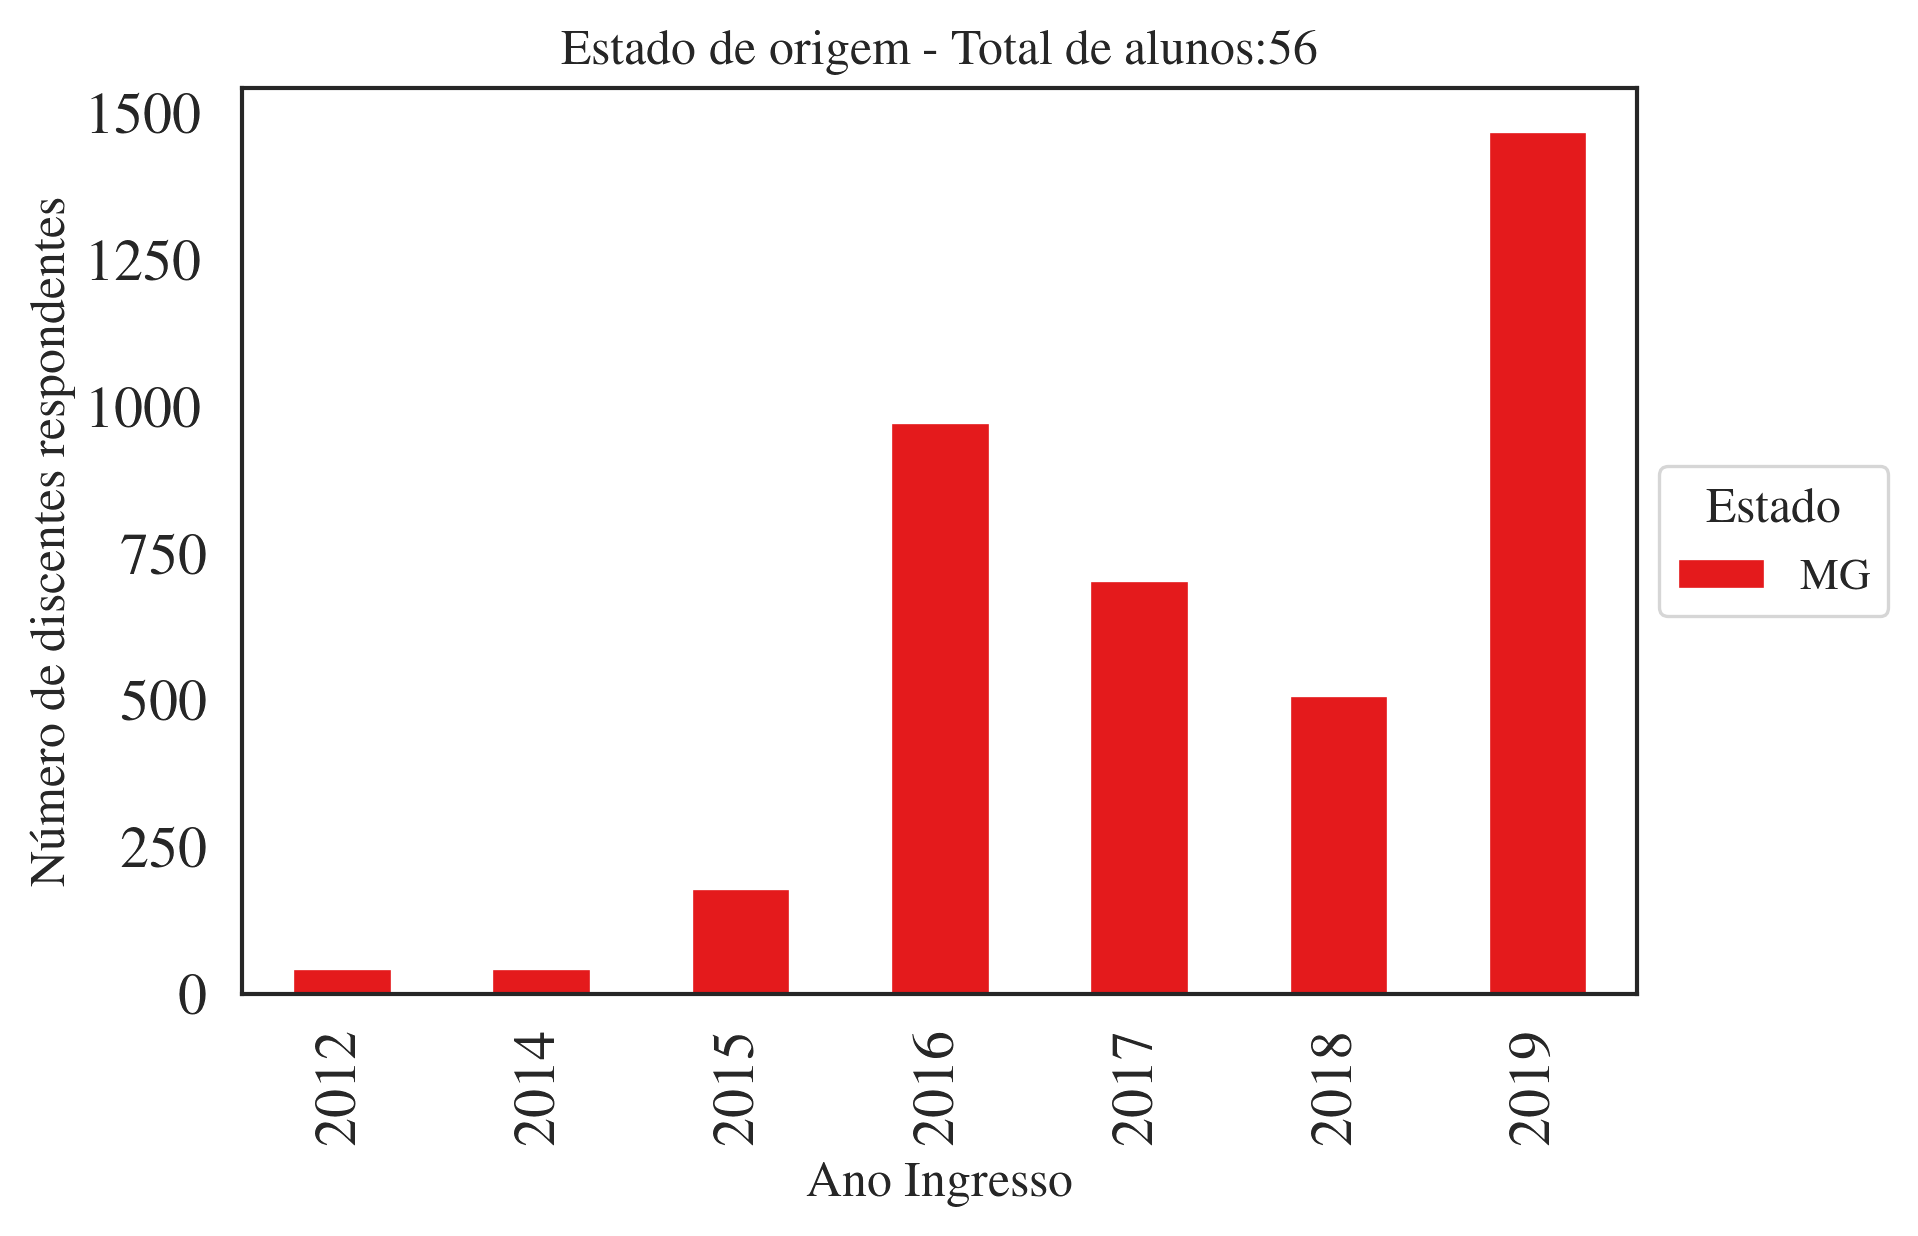 Estado de origem - Total de alunos:56
Número de discentes respondentes
1500
1250
1000
750
500
250
0
2012
2014
2015
2016
2017
2018
2019
Ano Ingresso
Estado
MG